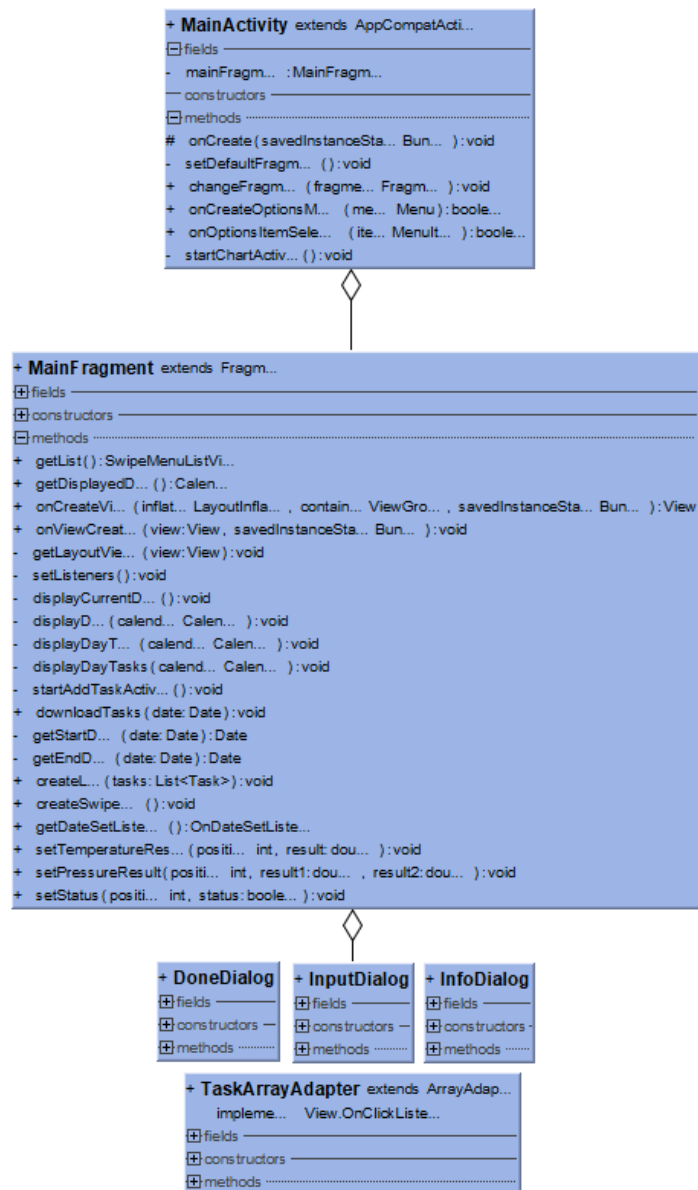 + MainActivity extends AppCompatActi...
fields
- mainFragm... :MainFragm...
constructors
methods
# onCreate(savedInstanceSta... Bun... ):void
- setDefaultFragm... ():void
+ changeFragm... (fragme... Fragm... ):void
+ onCreateOptionsM... (me... Menu):boole...
+ onOptionsItemSele... (ite... MenuIt... ):boole...
- startChartActiv... ():void
+ MainFragment extends Fragm...
fields
constructors
methods
+ getList():SwipeMenuListVi...
+ getDisplayedD... ():Calen...
+ onCreateVi... (inflat... LayoutInfla... , contain... ViewGro... , savedInstanceSta... Bun... ):View
+ onViewCreat... (view:View, savedInstanceSta... Bun... ):void
- getLayoutVie... (view:View):void
- setListeners():void
- displayCurrentD... ():void
- displayD... (calend... Calen... ):void
- displayDayT... (calend... Calen... ):void
- displayDayTasks(calend... Calen... ):void
- startAddTaskActiv... ():void
+ downloadTasks(date:Date):void
- getStartD... (date:Date):Date
- getEndD... (date:Date):Date
+ createL... (tasks:List<Task>):void
+ createSwipe... ():void
+ getDateSetListe... ():OnDateSetListe...
+ setTemperatureRes... (positi... int, result:dou... ):void
+ setPressureResult(positi... int, result1:dou... , result2:dou... ):void
+ setStatus(positi... int, status:boole... ):void
+ DoneDialog
fields
constructors
methods
+ InputDialog
fields
constructors
methods
+ InfoDialog
fields
constructors
methods
+ TaskArrayAdapter extends ArrayAdap...
impleme... View.OnClickListe...
fields
constructors
methods